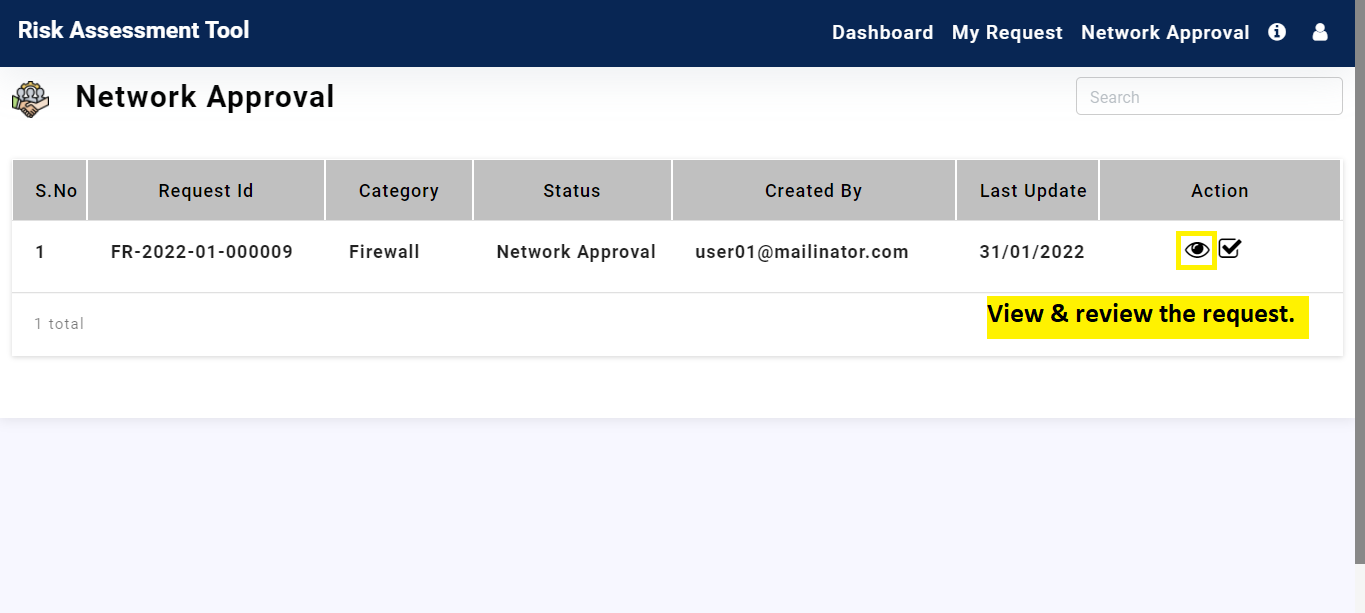 Risk Assessment Tool
Dashboard My Request Network Approval
Network Approval
Search
S.No Request Id Category Status Created By Last Update Action
1 FR-2022-01-000009 Firewall Network Approval user01@mailinator.com 31/01/2022
View & review the request.
1 total